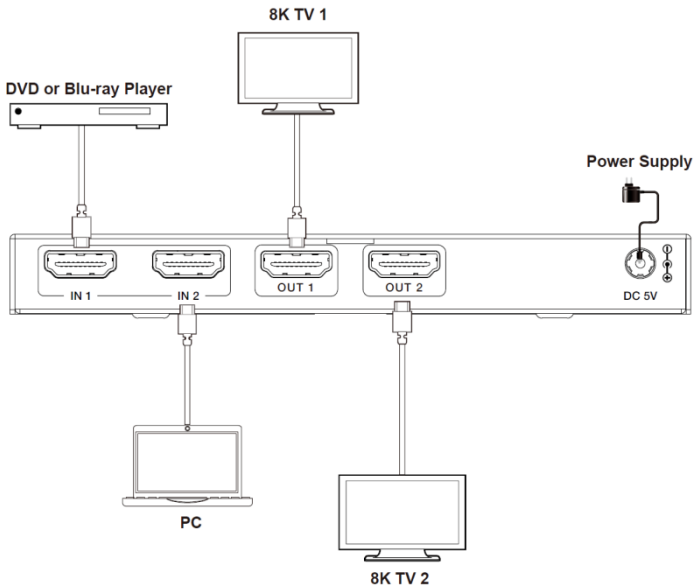 8K TV 1
DVD or Blu-ray Player
Power Supply
IN 1
IN 2
OUT 1
OUT 2
DC 5V
PC
8K TV 2